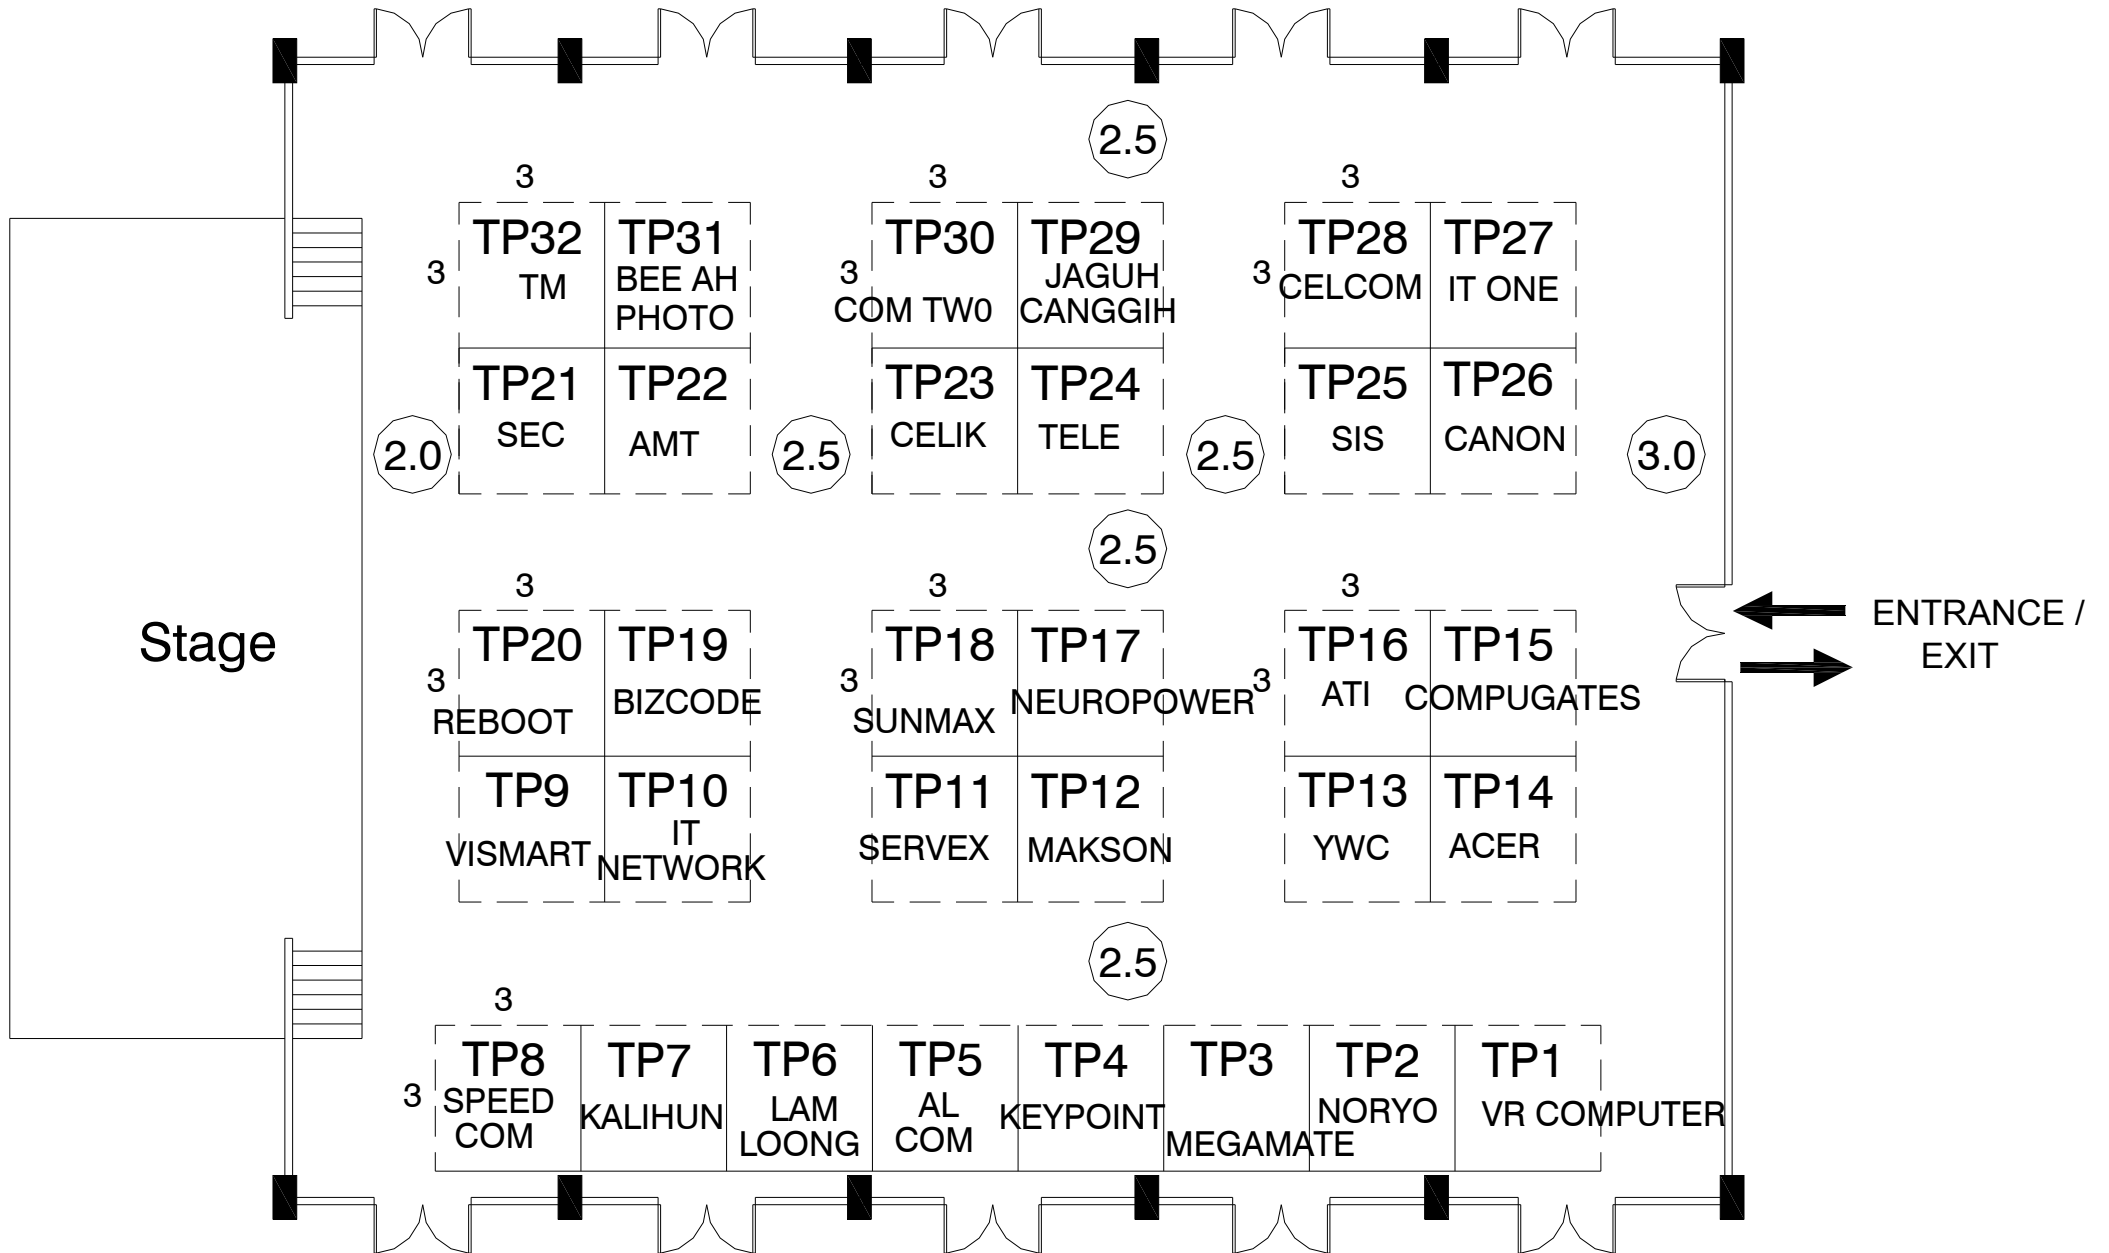 2.5
3 3 3
TP32 TP31 TP30 TP29 TP28 TP27
3 TM BEE AH 3 JAGUH 3 CELCOM IT ONE
PHOTO COM TW0 CANGGIH
TP21 TP22 TP23 TP24 TP25 TP26
SEC AMT CELIK TELE SIS CANON
2.0 2.5 2.5 3.0
2.5
3 3 3
ENTRANCE /
EXIT
Stage
TP20 TP19 TP18 TP17 TP16 TP15
3 3 3
REBOOT BIZCODE SUNMAX NEUROPOWER ATI COMPUGATES
TP9 TP10 TP11 TP12 TP13 TP14
IT
VISMART NETWORK SERVEX MAKSON YWC ACER
2.5
3
TP8 TP7 TP6 TP5 TP4 TP3 TP2 TP1
3 SPEED KALIHUN LAM AL KEYPOINT NORYO VR COMPUTER
COM LOONG COM MEGAMATE